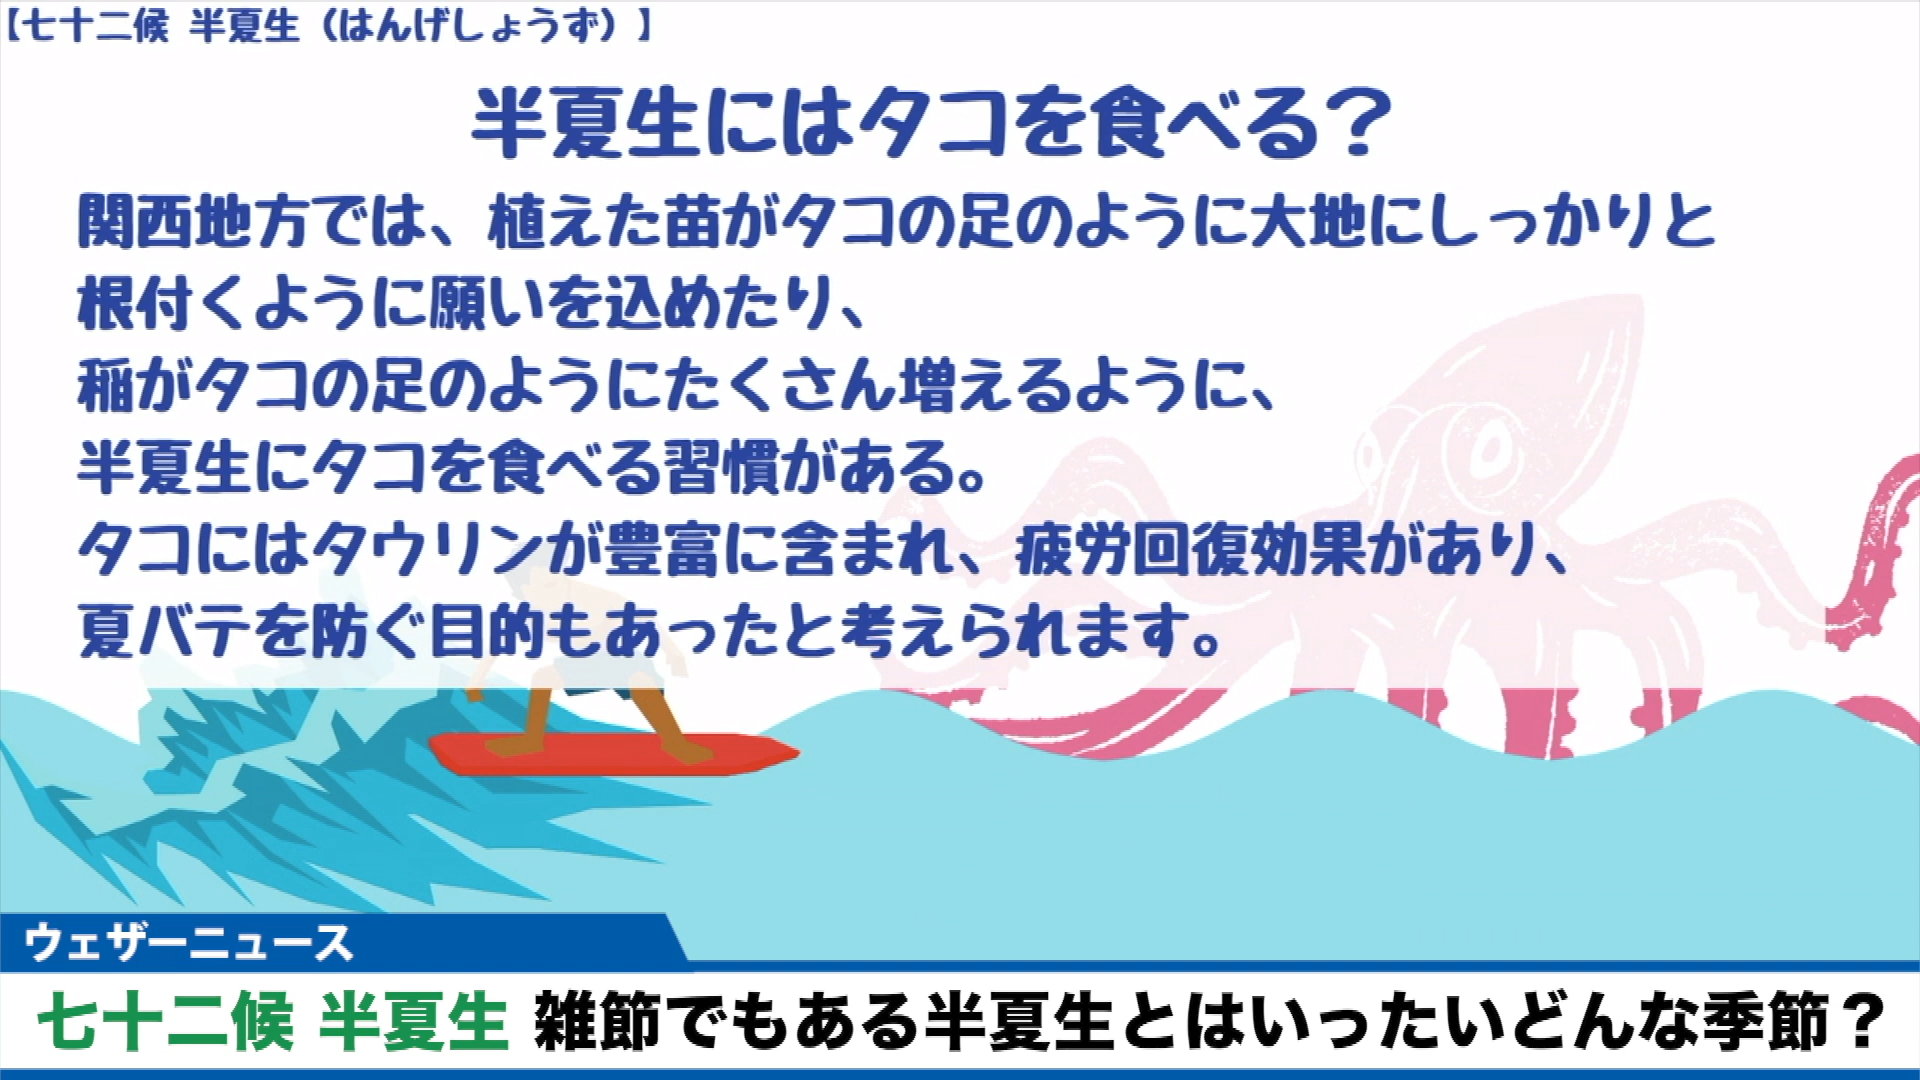 【七十二候 半夏生（はんげしょうず）】
半夏生にはタコを食べる？
関西地方では、植えた苗がタコの足のように大地にしっかりと
根付くように願いを込めたり、
稲がタコの足のようにたくさん増えるように、
半夏生にタコを食べる習慣がある。
タコにはタウリンが豊富に含まれ、疲労回復効果があり、
夏バテを防ぐ目的もあったと考えられます。
ウェザーニュース
七十二候 半夏生 雑節でもある半夏生とはいったいどんな季節？